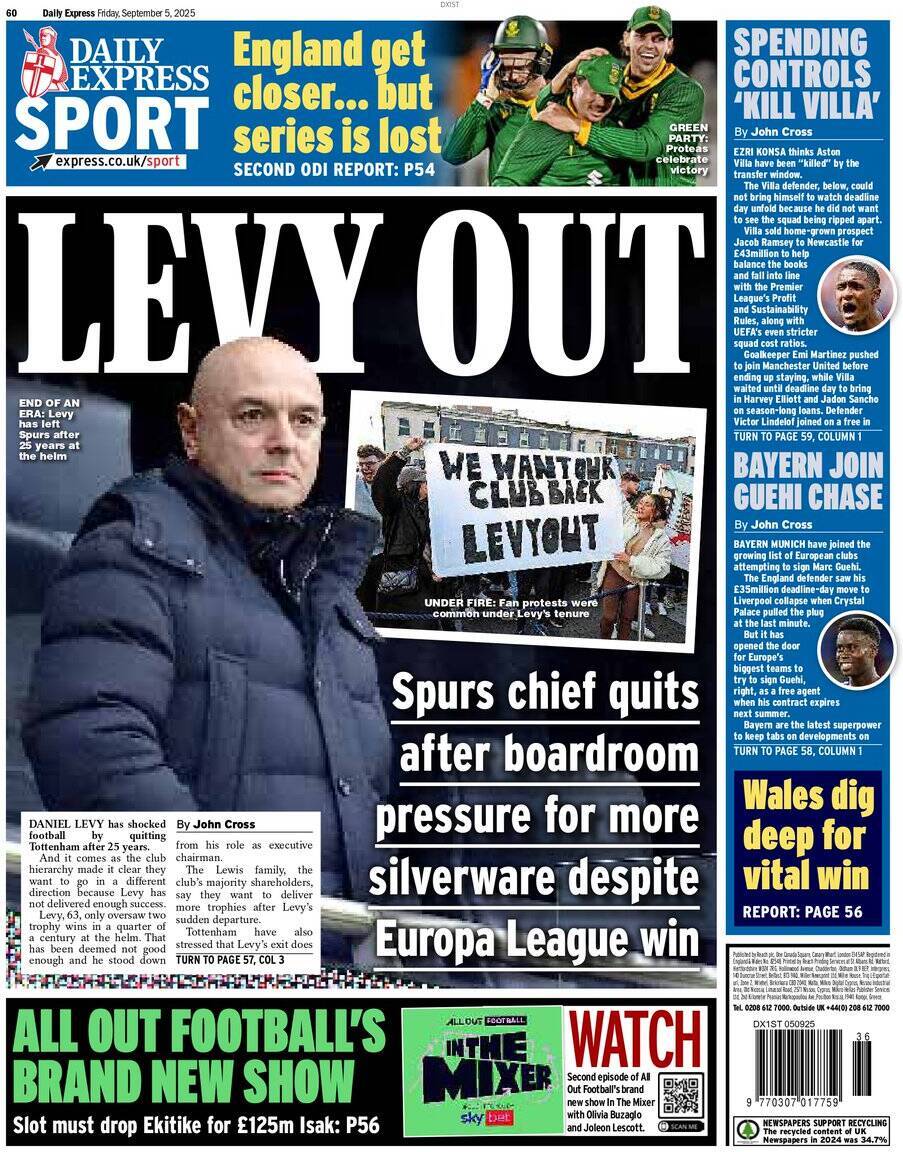 60 Daily Express Friday, September 5, 2025
DX1ST
DAILY
EXPRESS
SPORT
express.co.uk/sport
England get
closer... but
series is lost
SECOND ODI REPORT: P54
GREEN
PARTY:
Proteas
celebrate
victory
LEVY OUT
END OF AN
ERA: Levy
has left
Spurs after
25 years at
the helm
WE WANT OUR
CLUB BACK
LEVYOUT
UNDER FIRE: Fan protests were
common under Levy's tenure
Spurs chief quits
after boardroom
pressure for more
silverware despite
Europa League win
DANIEL LEVY has shocked
football by quitting
Tottenham after 25 years.
And it comes as the club
hierarchy made it clear they
want to go in a different
direction because Levy has
not delivered enough success.
Levy, 63, only oversaw two
trophy wins in a quarter of
a century at the helm. That
has been deemed not good
enough and he stood down
By John Cross
from his role as executive
chairman.
The Lewis family, the
club's majority shareholders,
say they want to deliver
more trophies after Levy's
sudden departure.
Tottenham have also
stressed that Levy's exit does
TURN TO PAGE 57, COL 3
SPENDING
CONTROLS
'KILL VILLA'
By John Cross
EZRI KONSA thinks Aston
Villa have been "killed" by the
transfer window.
The Villa defender, below, could
not bring himself to watch deadline
day unfold because he did not want
to see the squad being ripped apart.
Villa sold home-grown prospect
Jacob Ramsey to Newcastle for
£43million to help
balance the books
and fall into line
with the Premier
League's Profit
and Sustainability
Rules, along with
UEFA's even stricter
squad cost ratios.
Goalkeeper Emi Martinez pushed
to join Manchester United before
ending up staying, while Villa
waited until deadline day to bring
in Harvey Elliott and Jadon Sancho
on season-long loans. Defender
Victor Lindelof joined on a free in
TURN TO PAGE 59, COLUMN 1
BAYERN JOIN
GUEHI CHASE
By John Cross
BAYERN MUNICH have joined the
growing list of European clubs
attempting to sign Marc Guehi.
The England defender saw his
£35million deadline-day move to
Liverpool collapse when Crystal
Palace pulled the plug
at the last minute.
But it has
opened the door
for Europe's
biggest teams to
try to sign Guehi,
right, as a free agent
when his contract expires
next summer.
Bayern are the latest superpower
to keep tabs on developments on
TURN TO PAGE 58, COLUMN 1
Wales dig
deep for
vital win
REPORT: PAGE 56
ALL OUT FOOTBALL'S
BRAND NEW SHOW
Slot must drop Ekitike for £125m Isak: P56
ALL OUT FOOTBALL
IN THE
MIXER
sky bet
WATCH
Second episode of All
Out Football's brand
new show In The Mixer
with Olivia Buzaglo
and Joleon Lescott.
SCAN ME
Published by Reach plc, One Canada Square, Canary Wharf, London E14 5AP. Registered in
Tel. 0208 612 7000. Outside UK +44(0) 208 612 7000
DX1ST 050925
36
9 770307 017759
NEWSPAPERS SUPPORT RECYCLING
The recycled content of UK
Newspapers in 2024 was 34.7%